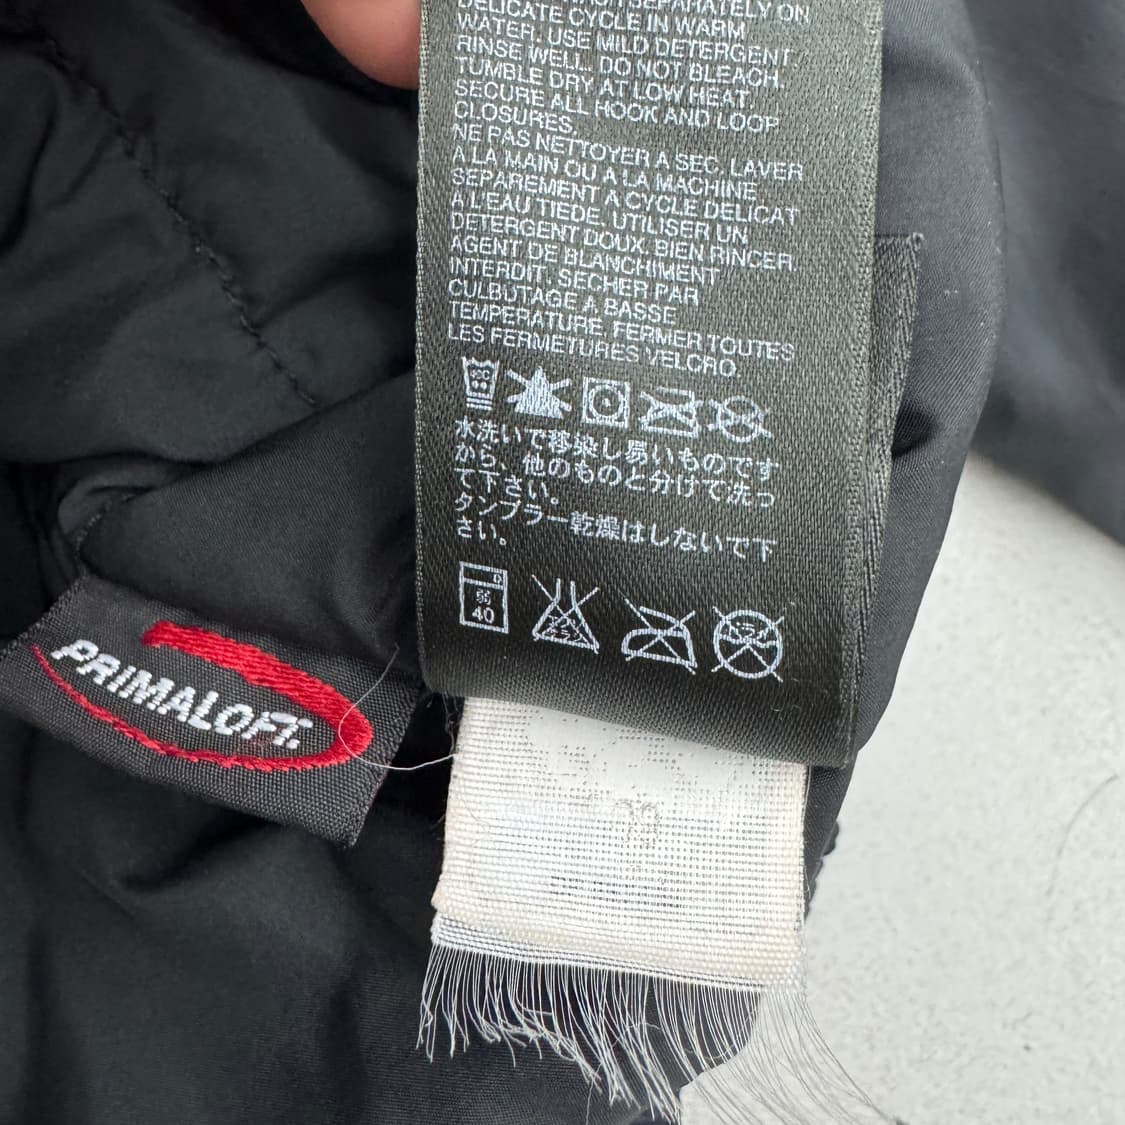 SEPARATELY ON
DELICATE CYCLE IN WARM
WATER. USE MILD DETERGENT
RINSE WELL. DO NOT BLEACH.
TUMBLE DRY AT LOW HEAT.
SECURE ALL HOOK AND LOOP
CLOSURES.
NE PAS NETTOYER A SEC. LAVER
A LA MAIN OU A LA MACHINE
SEPAREMENT A CYCLE DELICAT
A L'EAU TIEDE. UTILISER UN
DETERGENT DOUX. BIEN RINCER
AGENT DE BLANCHIMENT
INTERDIT. SECHER PAR
CULBUTAGE A BASSE
TEMPERATURE. FERMER TOUTES
LES FERMETURES VELCRO
水洗いで移染し易いものです
から、他のものと分けて洗っ
て下さい。
タンブラー乾燥はしないで下
さい。
D
弱
40
PRIMALOFT